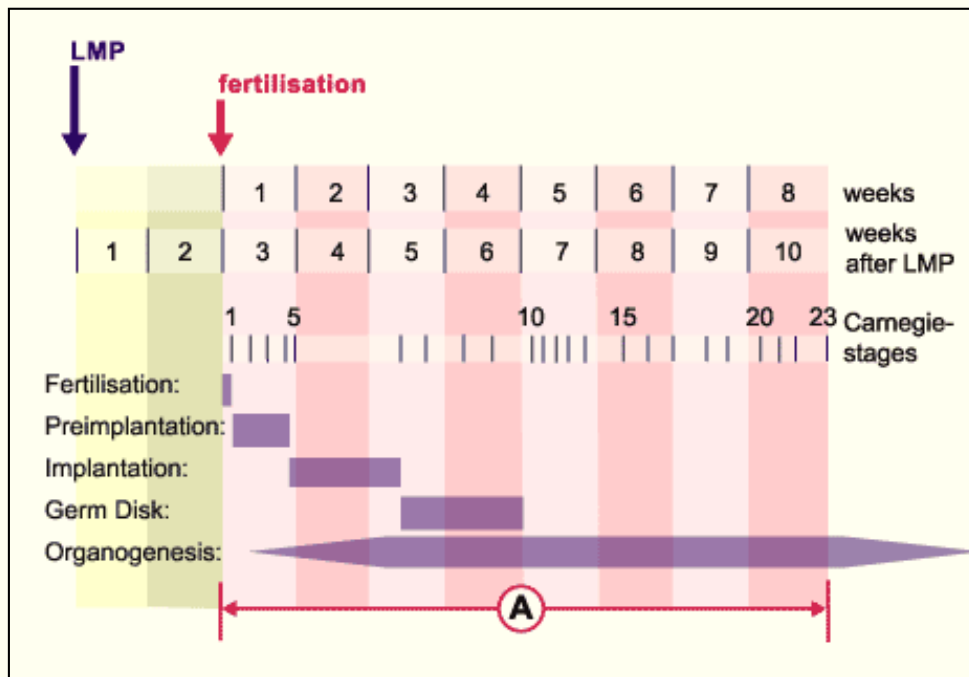 LMP
fertilisation
1 2 3 4 5 6 7 8 weeks
1 2 3 4 5 6 7 8 9 10 weeks
after LMP
1 5 10 15 20 23 Carnegie-
stages
Fertilisation:
Preimplantation:
Implantation:
Germ Disk:
Organogenesis:
A